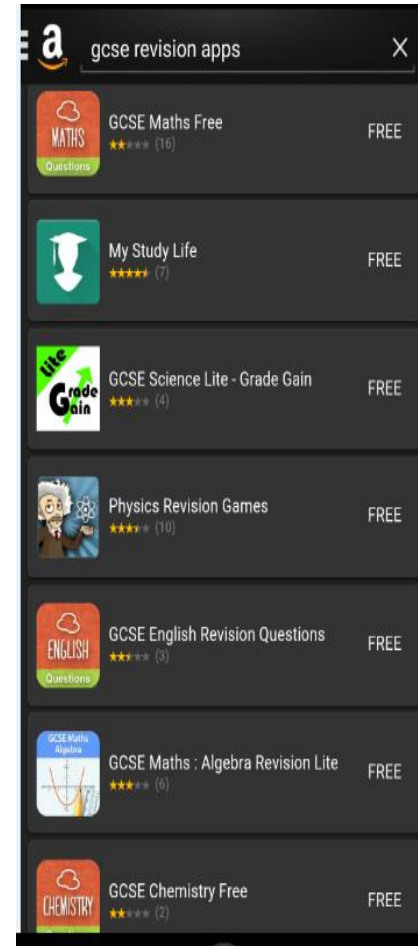 a gcse revision apps X
MATHS
Questions
GCSE Maths Free
(16)
FREE
My Study Life
(7)
FREE
Lite
Grade
Gain
GCSE Science Lite - Grade Gain
(4)
FREE
Physics Revision Games
(10)
FREE
ENGLISH
Questions
GCSE English Revision Questions
(3)
FREE
GCSE Maths
Algebra
GCSE Maths : Algebra Revision Lite
(6)
FREE
CHEMISTRY
GCSE Chemistry Free
(2)
FREE